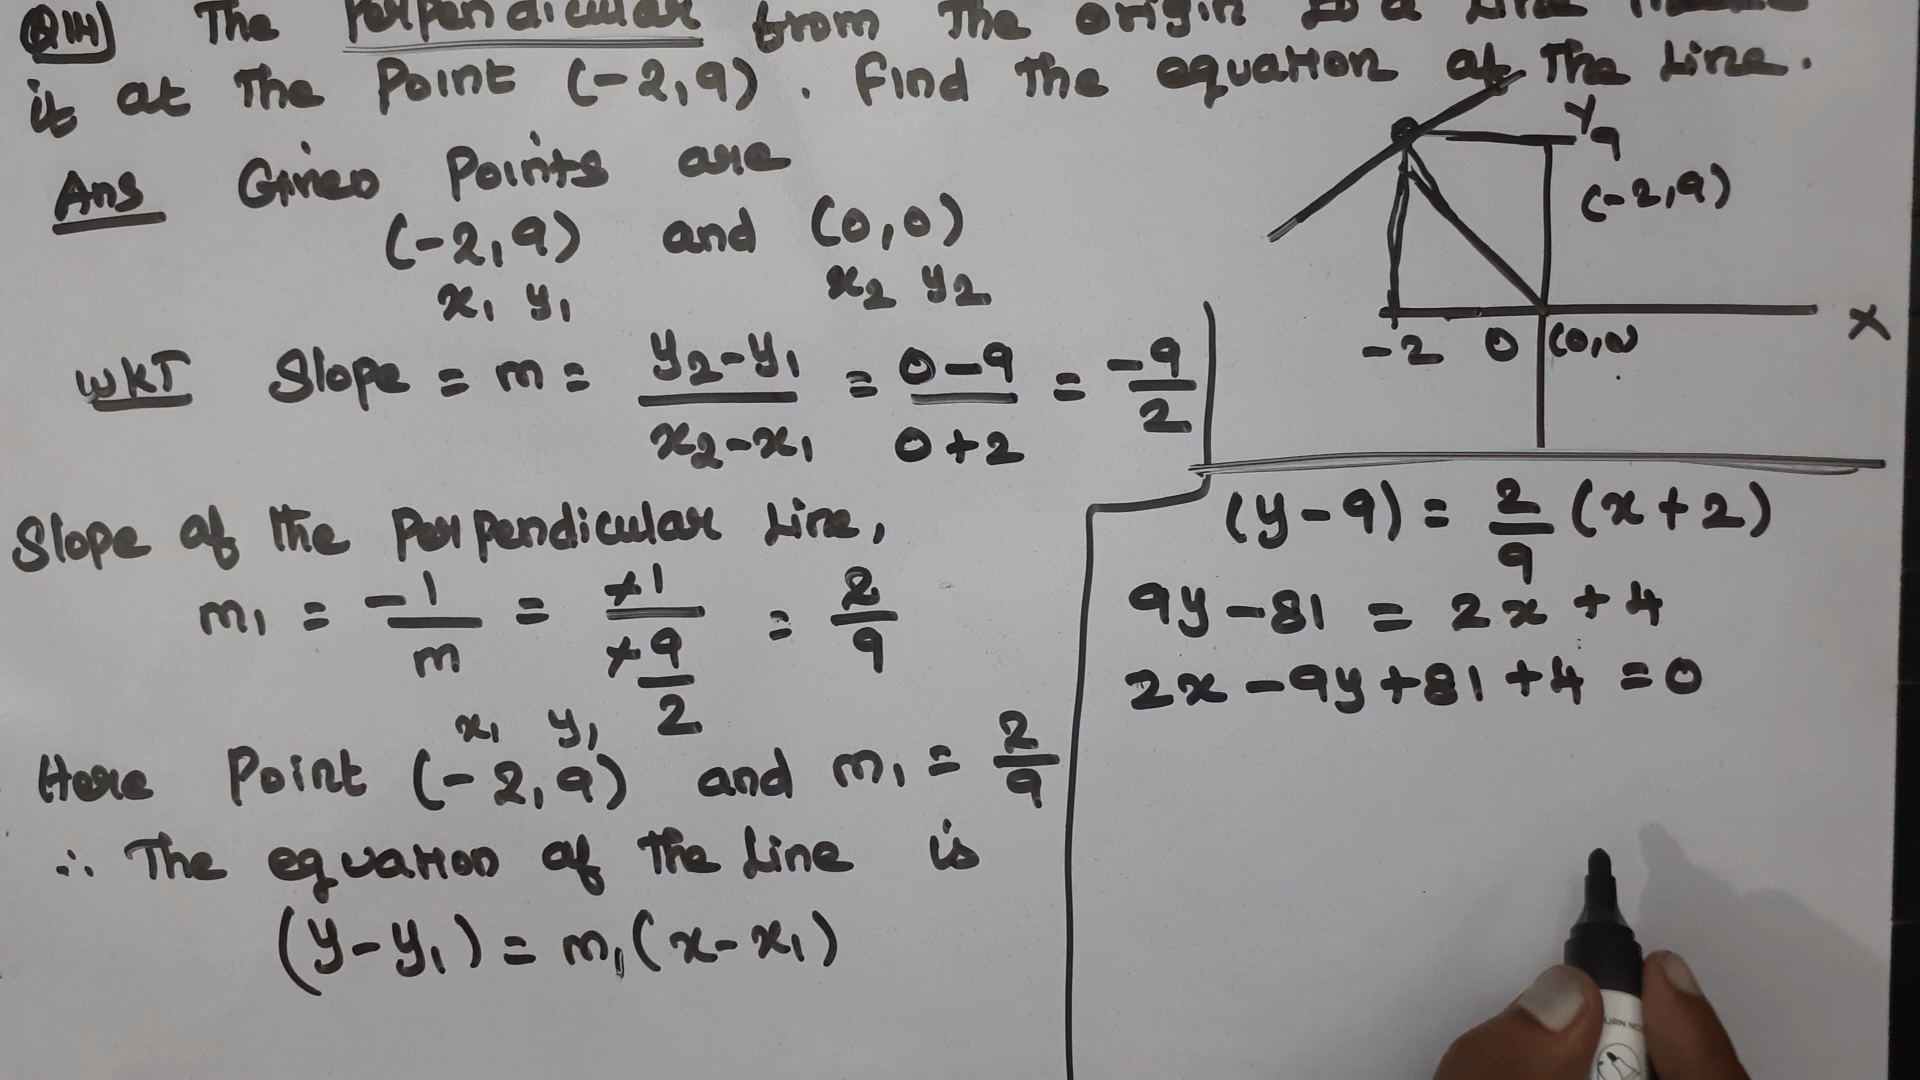 Q14) The Perpendicular from The origin to a Line
it at The Point (-2,9). Find The equation of The Line.
Ans Given Points are
(-2,9) and (0,0)
x₁ y₁ x₂ y₂
WKT Slope = m = y₂-y₁/x₂-x₁ = 0-9/0+2 = -9/2
Slope of the Perpendicular Line,
m₁ = -1/m = +1/+9/2 = 2/9
x₁ y₁
Here Point (-2,9) and m₁ = 2/9
∴ The equation of The Line is
(y-y₁) = m₁(x-x₁)
Y
9
(-2,9)
X
-2 0 (0,0)
(y-9) = 2/9 (x+2)
9y-81 = 2x+4
2x-9y+81+4=0